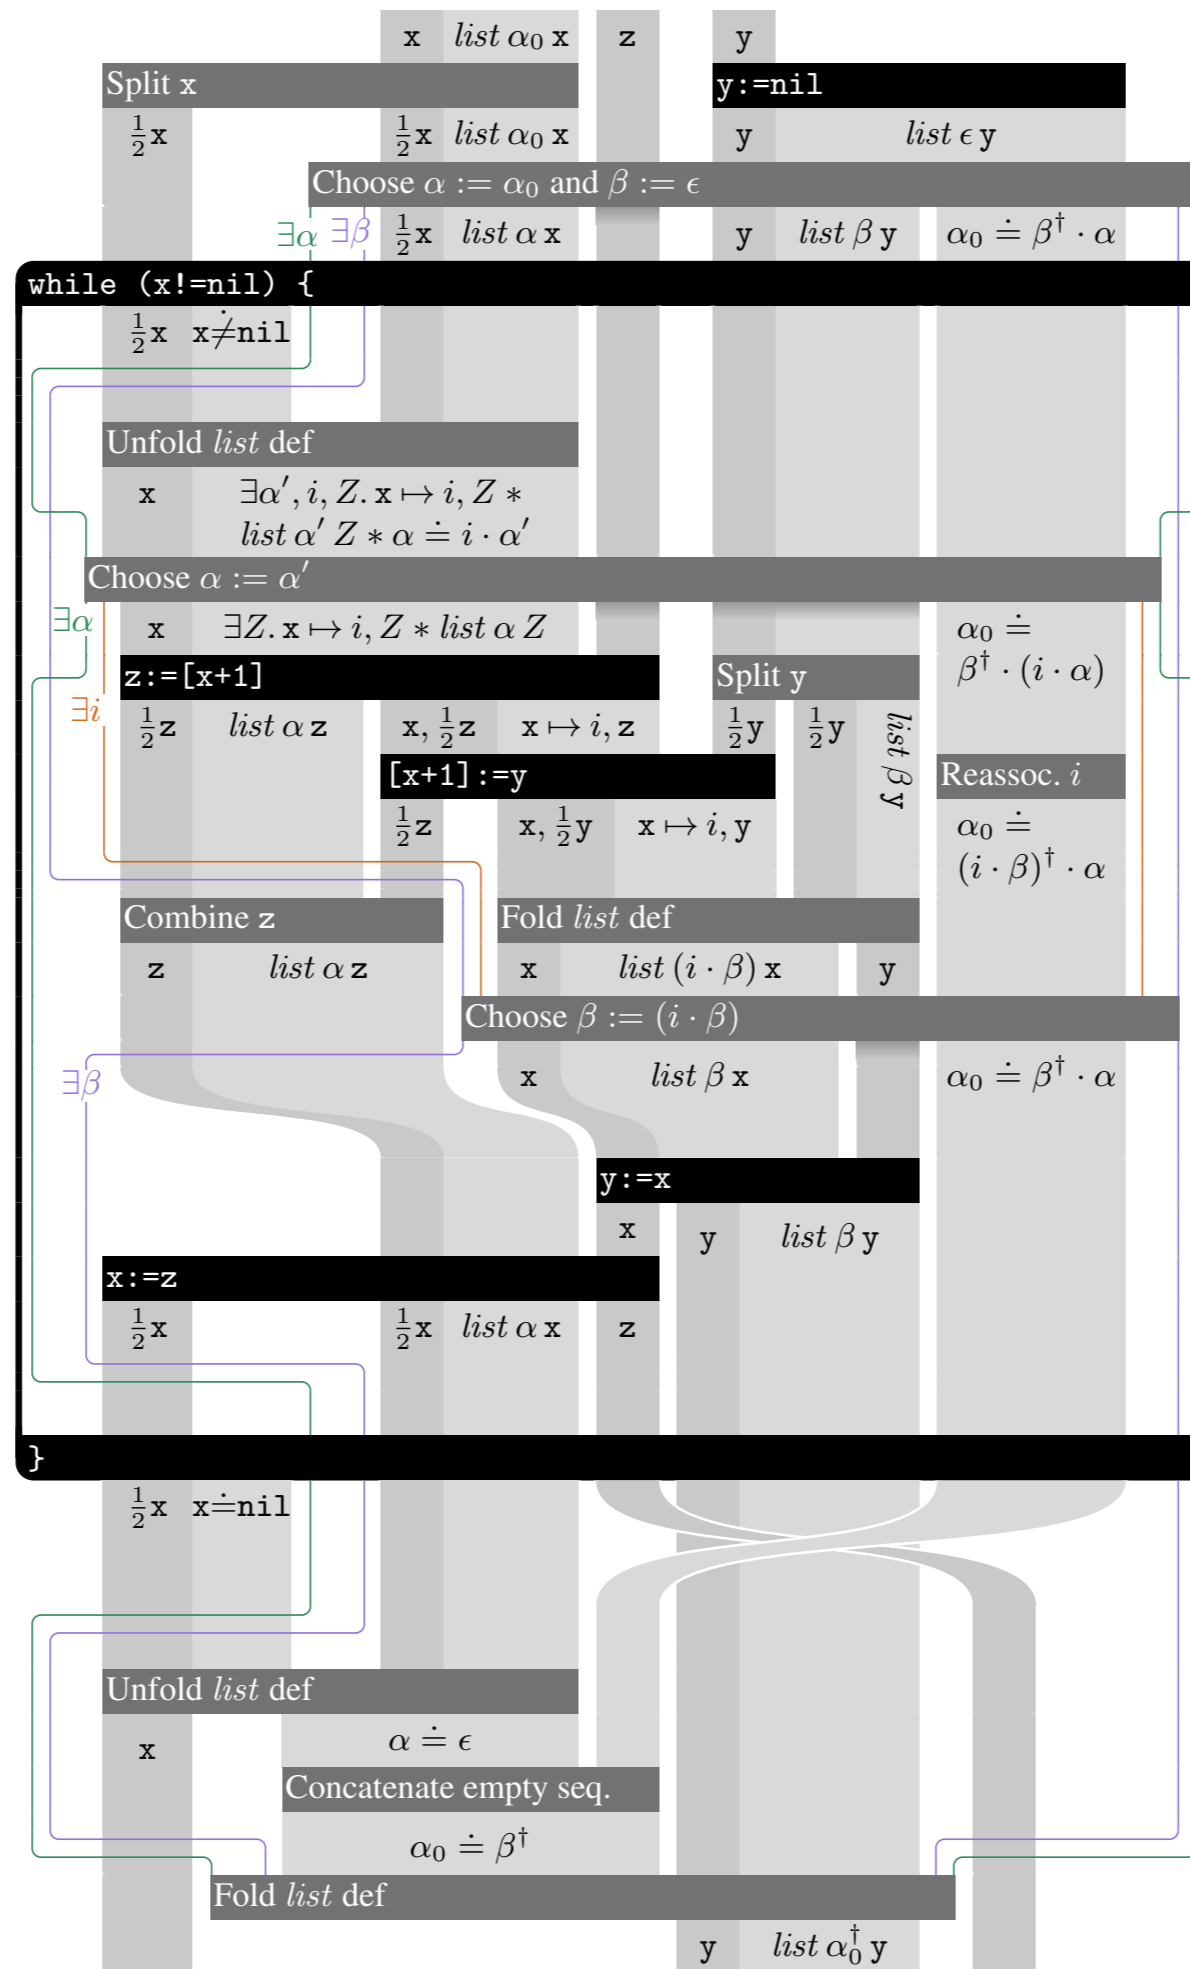 x list α₀ x z y
Split x y:=nil
½x ½x list α₀ x y list ϵ y
Choose α := α₀ and β := ϵ
∃α ∃β ½x list α x y list β y α₀ ≐ β† · α
while (x!=nil) {
½x x≠̇nil
Unfold list def
x ∃α′, i, Z. x ↦ i, Z ∗
list α′ Z ∗ α ≐ i · α′
Choose α := α′
∃α x ∃Z. x ↦ i, Z ∗ list α Z α₀ ≐
β† · (i · α)
z:=[x+1] Split y
∃i ½z list α z x, ½z x ↦ i, z ½y ½y list β y
[x+1]:=y Reassoc. i
½z x, ½y x ↦ i, y α₀ ≐
(i · β)† · α
Combine z Fold list def
z list α z x list (i · β) x y
Choose β := (i · β)
∃β x list β x α₀ ≐ β† · α
y:=x
x y list β y
x:=z
½x ½x list α x z
}
½x x≐nil
Unfold list def
x α ≐ ϵ
Concatenate empty seq.
α₀ ≐ β†
Fold list def
y list α₀† y